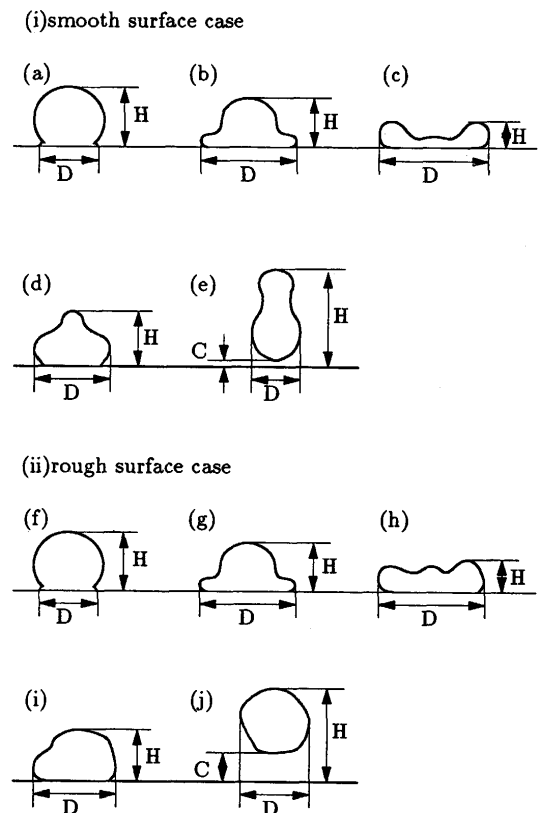 (i)smooth surface case
(a) (b) (c)
H H H
D D D
(d) (e)
H C H
D D
(ii)rough surface case
(f) (g) (h)
H H H
D D D
(i) (j)
H C H
D D